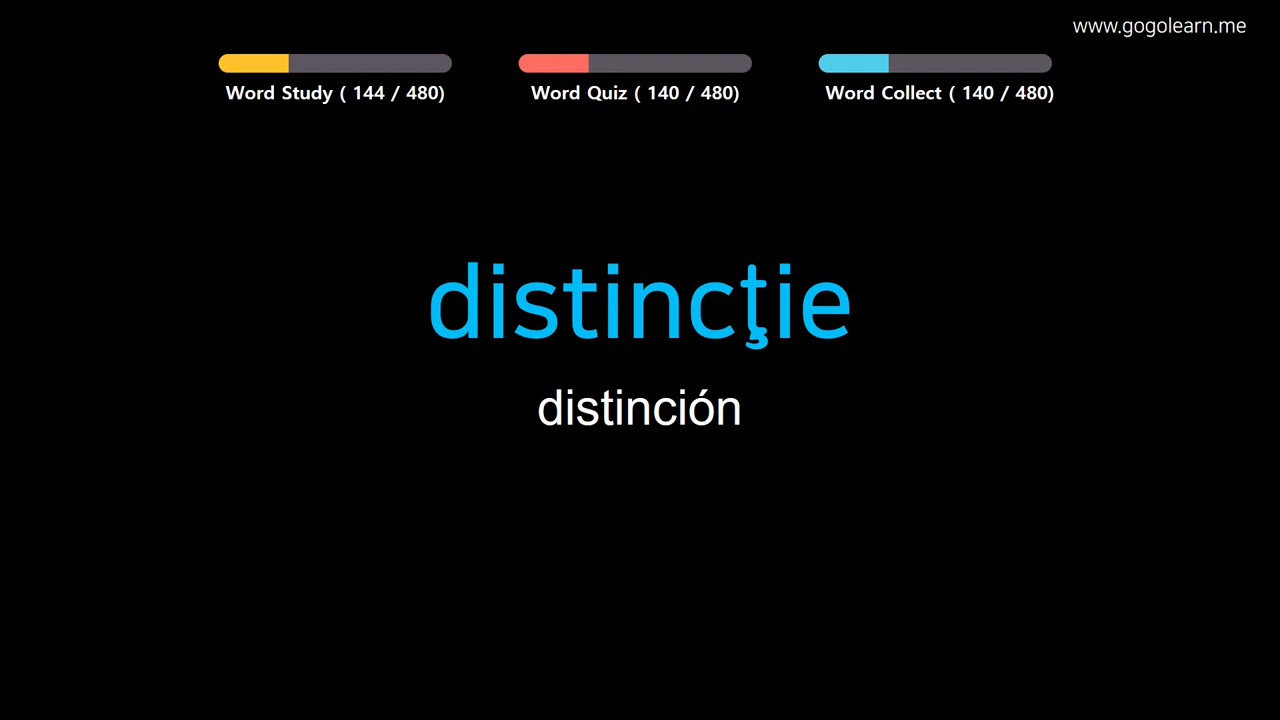 www.gogolearn.me
Word Study ( 144 / 480)
Word Quiz ( 140 / 480)
Word Collect ( 140 / 480)
distincţie
distinción